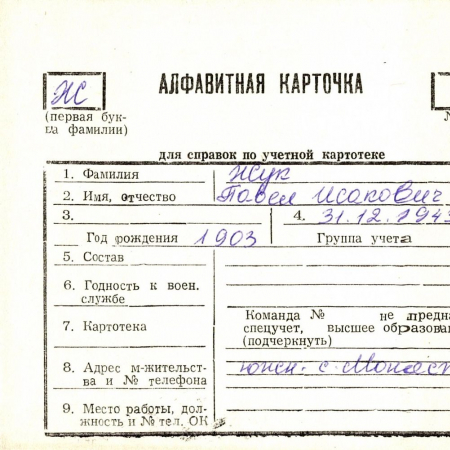 АЛФАВИТНАЯ КАРТОЧКА
Ж
(первая бук-
ва фамилии)
для справок по учетной картотеке
1. Фамилия Жук
2. Имя, отчество Павел Исакович
3. 4. 31.12.194
Год рождения 1903 Группа учета
5. Состав
6. Годность к воен.
службе
7. Картотека
Команда № не предна
спецучет, высшее образован
(подчеркнуть)
8. Адрес м-жительст-
ва и № телефона
с.
9. Место работы, дол-
жность и № тел. ОК